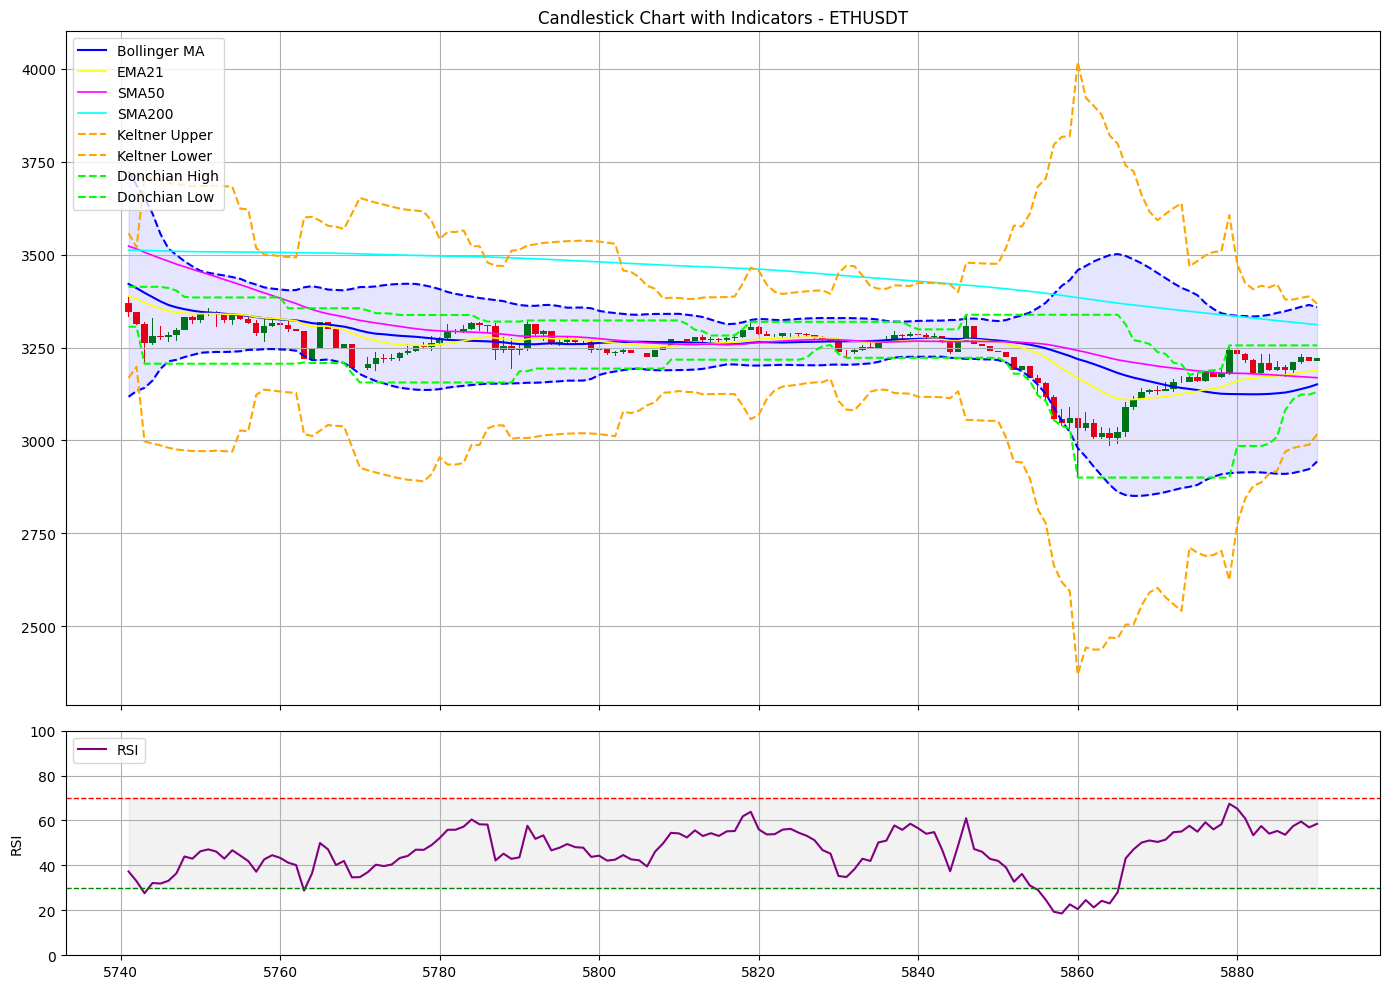 Candlestick Chart with Indicators - ETHUSDT
Bollinger MA
EMA21
SMA50
SMA200
Keltner Upper
Keltner Lower
Donchian High
Donchian Low
4000
3750
3500
3250
3000
2750
2500
RSI
100
80
60
40
20
0
RSI
5740 5760 5780 5800 5820 5840 5860 5880